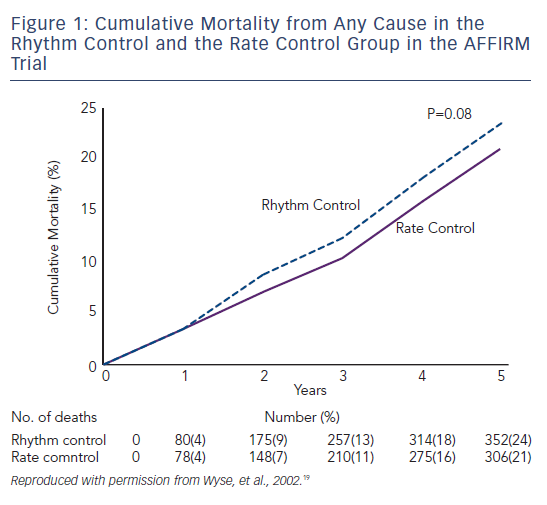 Figure 1: Cumulative Mortality from Any Cause in the
Rhythm Control and the Rate Control Group in the AFFIRM
Trial
25
P=0.08
20
Cumulative Mortality (%)
15
Rhythm Control
Rate Control
10
5
0
0 1 2 3 4 5
Years
No. of deaths Number (%)
Rhythm control 0 80(4) 175(9) 257(13) 314(18) 352(24)
Rate comntrol 0 78(4) 148(7) 210(11) 275(16) 306(21)
Reproduced with permission from Wyse, et al., 2002.¹⁹